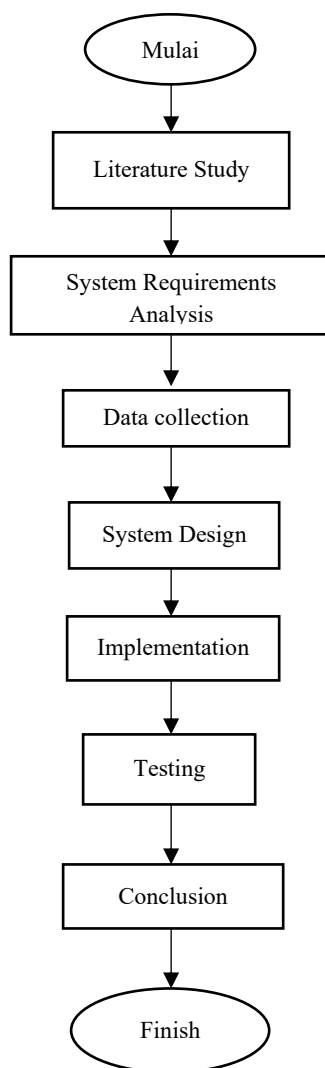 Mulai
Literature Study
System Requirements
Analysis
Data collection
System Design
Implementation
Testing
Conclusion
Finish